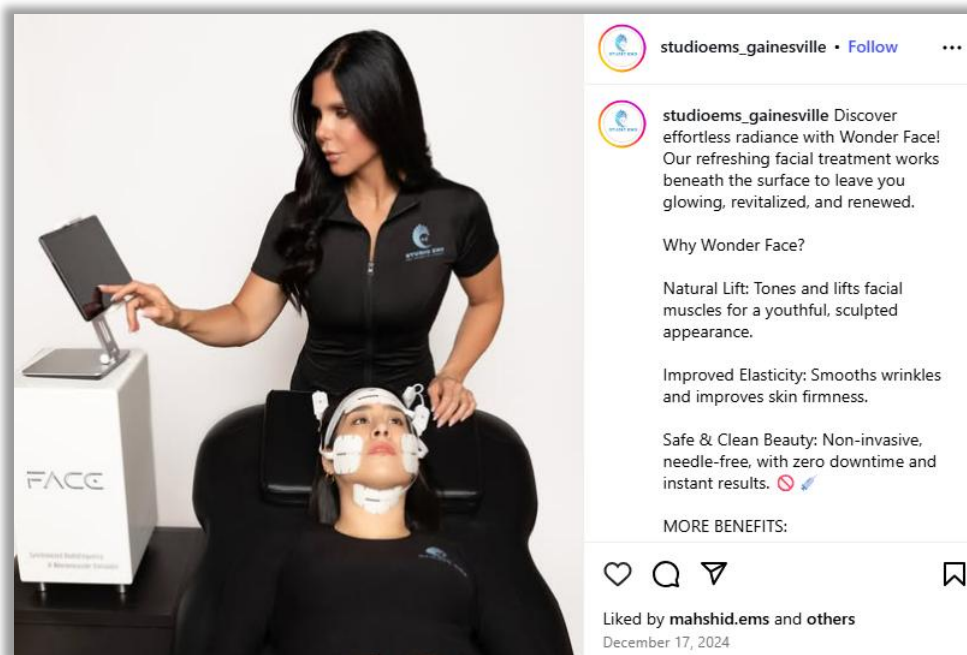 studioems_gainesville • Follow
studioems_gainesville Discover
effortless radiance with Wonder Face!
Our refreshing facial treatment works
beneath the surface to leave you
glowing, revitalized, and renewed.
Why Wonder Face?
Natural Lift: Tones and lifts facial
muscles for a youthful, sculpted
appearance.
Improved Elasticity: Smooths wrinkles
and improves skin firmness.
Safe & Clean Beauty: Non-invasive,
needle-free, with zero downtime and
instant results. 🚫 💉
MORE BENEFITS:
Liked by mahshid.ems and others
December 17, 2024
STUDIO EMS
FACE